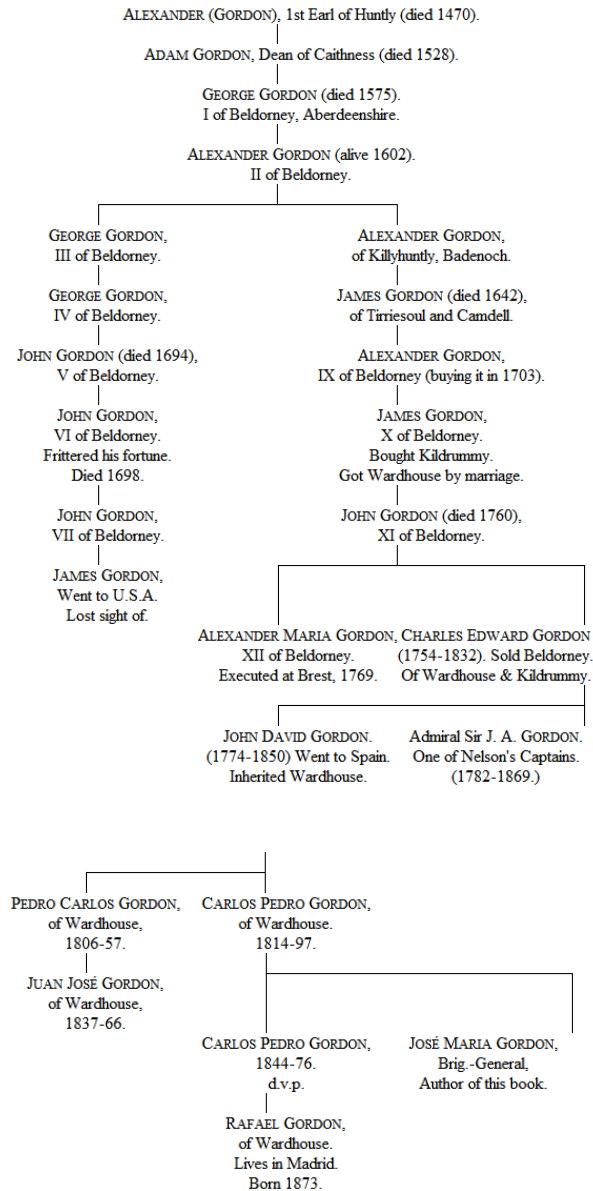 ALEXANDER (GORDON), 1st Earl of Huntly (died 1470).
ADAM GORDON, Dean of Caithness (died 1528).
GEORGE GORDON (died 1575).
I of Beldorney, Aberdeenshire.
ALEXANDER GORDON (alive 1602).
II of Beldorney.
GEORGE GORDON,
III of Beldorney.
ALEXANDER GORDON,
of Killyhuntly, Badenoch.
GEORGE GORDON,
IV of Beldorney.
JAMES GORDON (died 1642),
of Tirriesoul and Camdell.
JOHN GORDON (died 1694),
V of Beldorney.
ALEXANDER GORDON,
IX of Beldorney (buying it in 1703).
JOHN GORDON,
VI of Beldorney.
Frittered his fortune.
Died 1698.
JAMES GORDON,
X of Beldorney.
Bought Kildrummy.
Got Wardhouse by marriage.
JOHN GORDON,
VII of Beldorney.
JOHN GORDON (died 1760),
XI of Beldorney.
JAMES GORDON,
Went to U.S.A.
Lost sight of.
ALEXANDER MARIA GORDON,
XII of Beldorney.
Executed at Brest, 1769.
CHARLES EDWARD GORDON
(1754-1832). Sold Beldorney.
Of Wardhouse & Kildrummy.
JOHN DAVID GORDON.
(1774-1850) Went to Spain.
Inherited Wardhouse.
Admiral Sir J. A. GORDON.
One of Nelson's Captains.
(1782-1869.)
PEDRO CARLOS GORDON,
of Wardhouse,
1806-57.
CARLOS PEDRO GORDON,
of Wardhouse.
1814-97.
JUAN JOSÉ GORDON,
of Wardhouse,
1837-66.
CARLOS PEDRO GORDON,
1844-76.
d.v.p.
JOSÉ MARIA GORDON,
Brig.-General,
Author of this book.
RAFAEL GORDON,
of Wardhouse.
Lives in Madrid.
Born 1873.